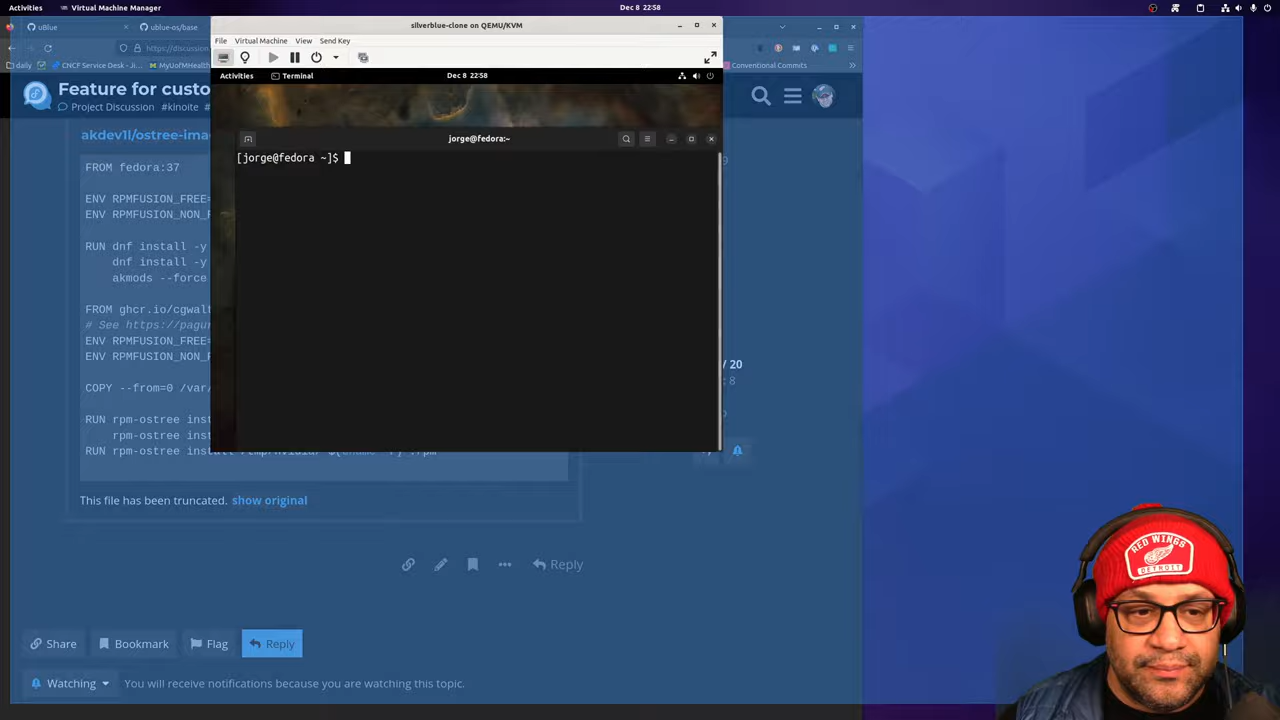 Activities Virtual Machine Manager Dec 8 22:58
uBlue ublue-os/base
silverblue-clone on QEMU/KVM
File Virtual Machine View Send Key
https://discussion.
daily CNCF Service Desk - Ji... MyUofMHealth
Conventional Commits
Activities Terminal Dec 8 22:58
Feature for custo
Project Discussion #kinoite #
jorge@fedora:~
akdev1l/ostree-ima
[jorge@fedora ~]$
FROM fedora:37
ENV RPMFUSION_FREE=
ENV RPMFUSION_NON_F
RUN dnf install -y
dnf install -y
akmods --force
FROM ghcr.io/cgwalt
# See https://pagur
ENV RPMFUSION_FREE=
ENV RPMFUSION_NON_F
COPY --from=0 /var/
RUN rpm-ostree inst
rpm-ostree inst
RUN rpm-ostree install
/ 20
8
This file has been truncated. show original
Reply
Share Bookmark Flag Reply
Watching You will receive notifications because you are watching this topic.
RED WINGS
DETROIT